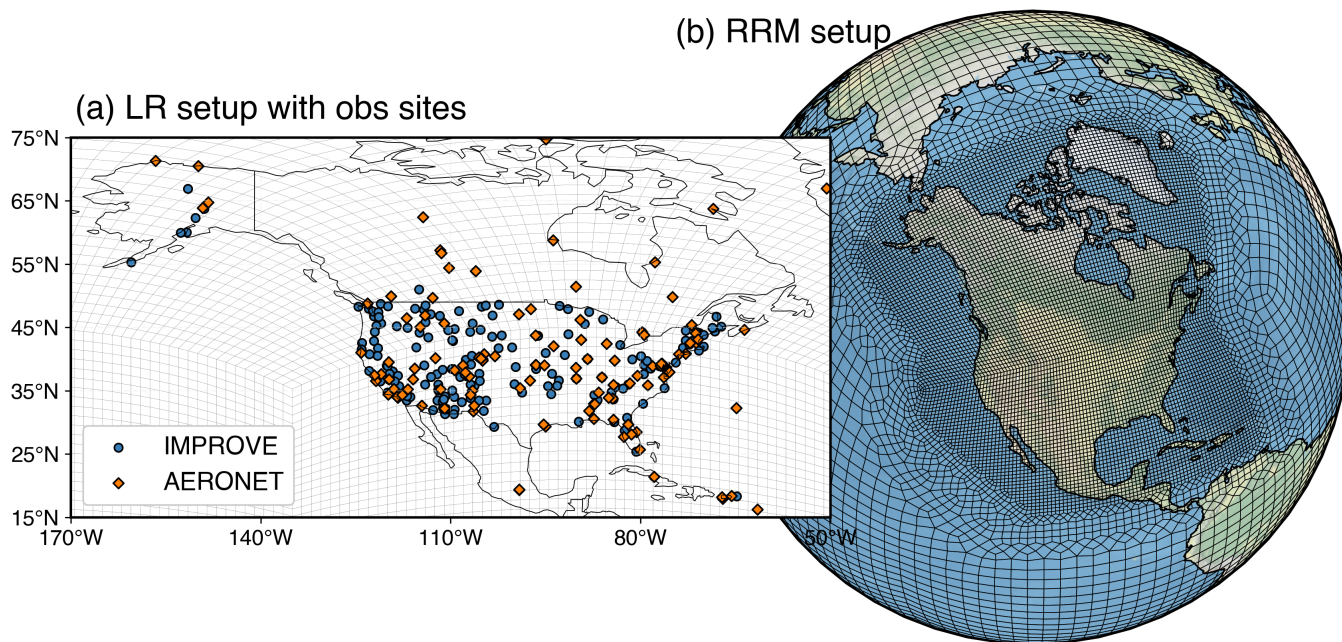 (b) RRM setup
(a) LR setup with obs sites
75°N
65°N
55°N
45°N
35°N
25°N
15°N
IMPROVE
AERONET
170°W
140°W
110°W
80°W
50°W